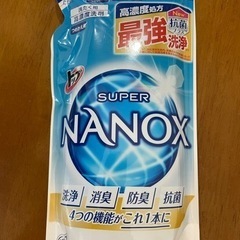 高濃度処方
最強
抗菌
洗浄
トップ
SUPER
NANOX
洗浄 消臭 防臭 抗菌
4つの機能がこれ1本に